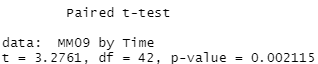 Paired t-test
data:  MM09 by Time
t = 3.2761, df = 42, p-value = 0.002115